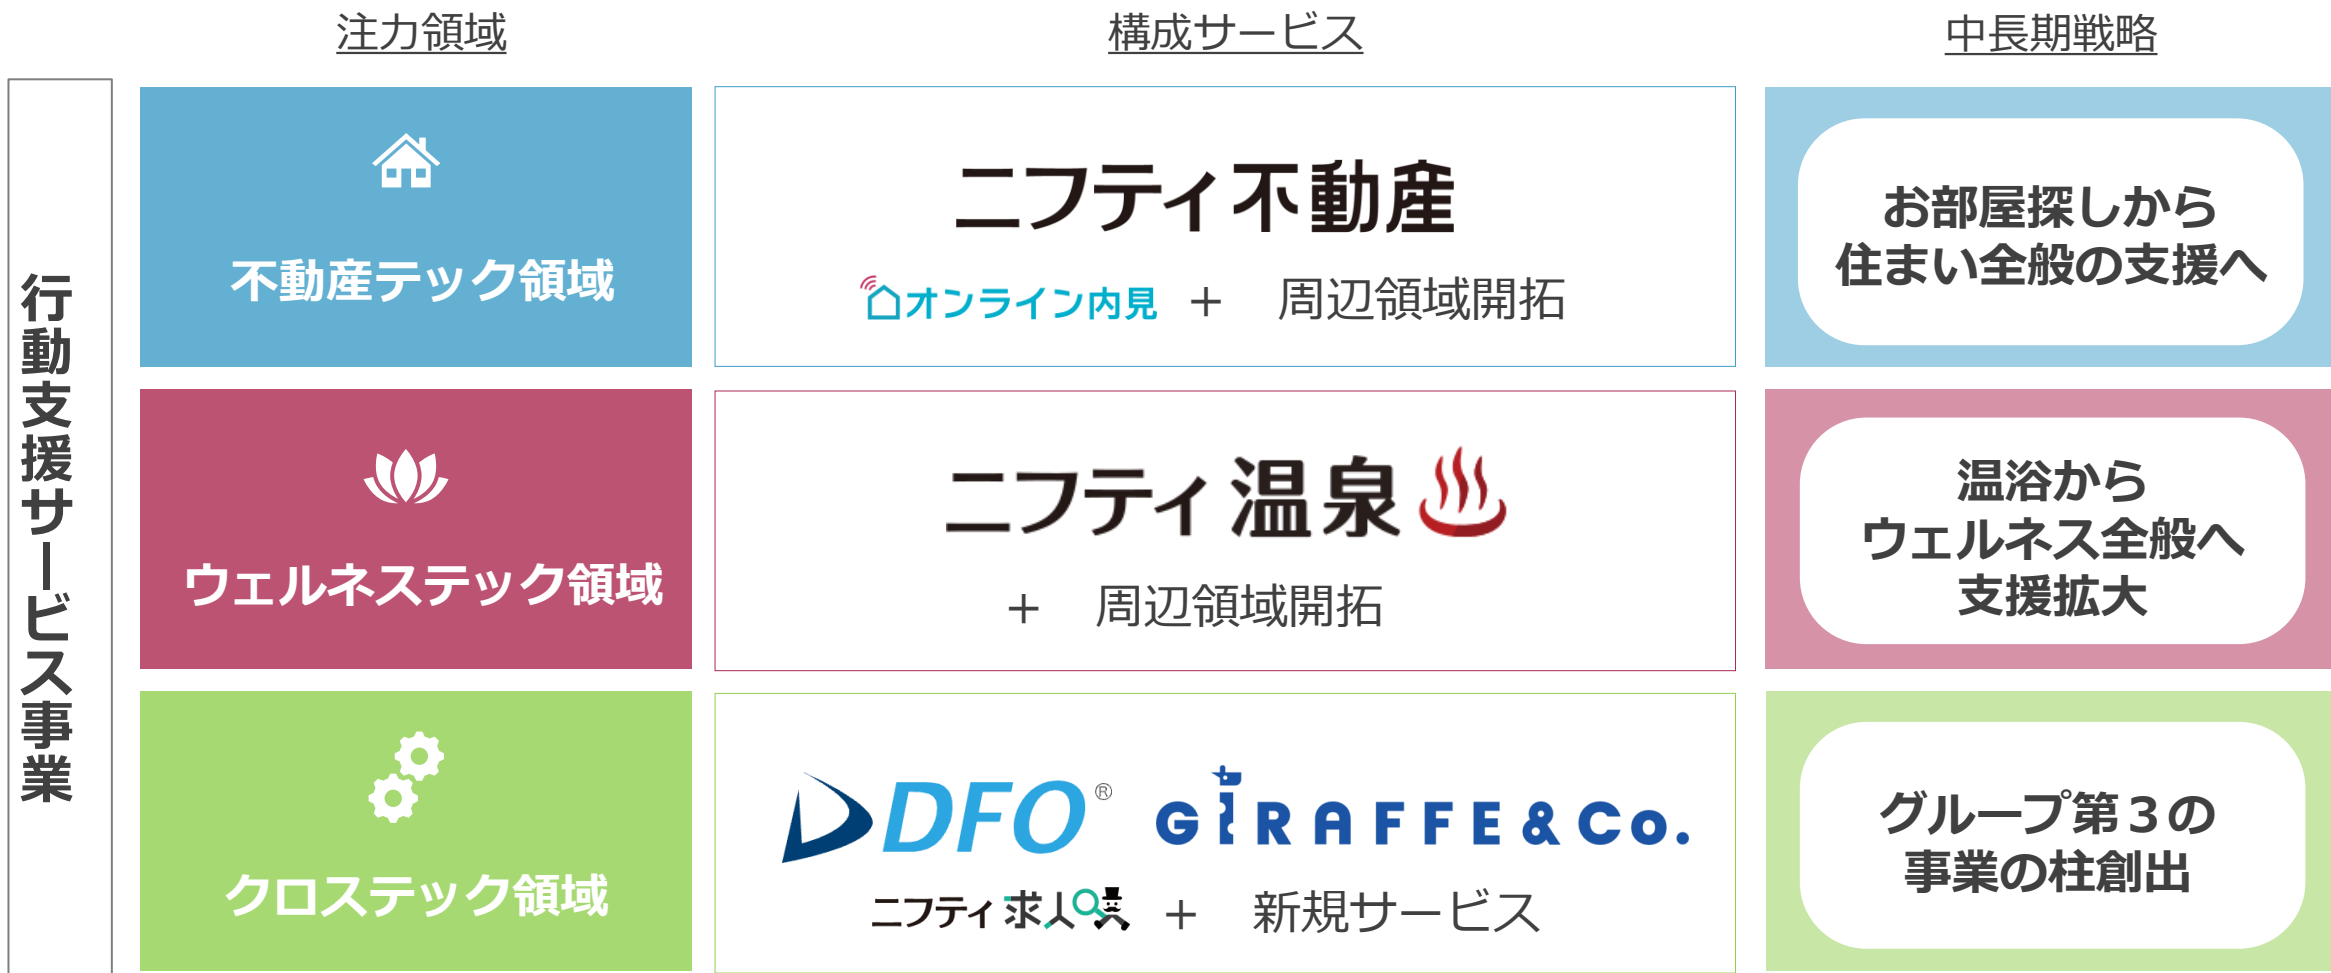 注力領域
構成サービス
中長期戦略
行動支援サービス事業
不動産テック領域
ニフティ不動産
オンライン内見 + 周辺領域開拓
お部屋探しから
住まい全般の支援へ
ウェルネステック領域
ニフティ温泉
+ 周辺領域開拓
温浴から
ウェルネス全般へ
支援拡大
クロステック領域
DFO® GIRAFFE&Co.
ニフティ求人 + 新規サービス
グループ第３の
事業の柱創出